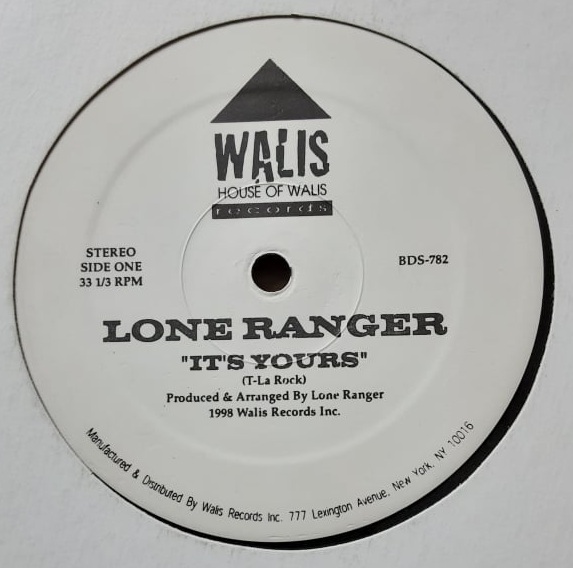 WALIS
HOUSE OF WALIS
records
STEREO
SIDE ONE
33 1/3 RPM
BDS-782
LONE RANGER
"IT'S YOURS"
(T-La Rock)
Produced & Arranged By Lone Ranger
1998 Walis Records Inc.
Manufactured & Distributed By Walis Records Inc. 777 Lexington Avenue, New York, NY 10016